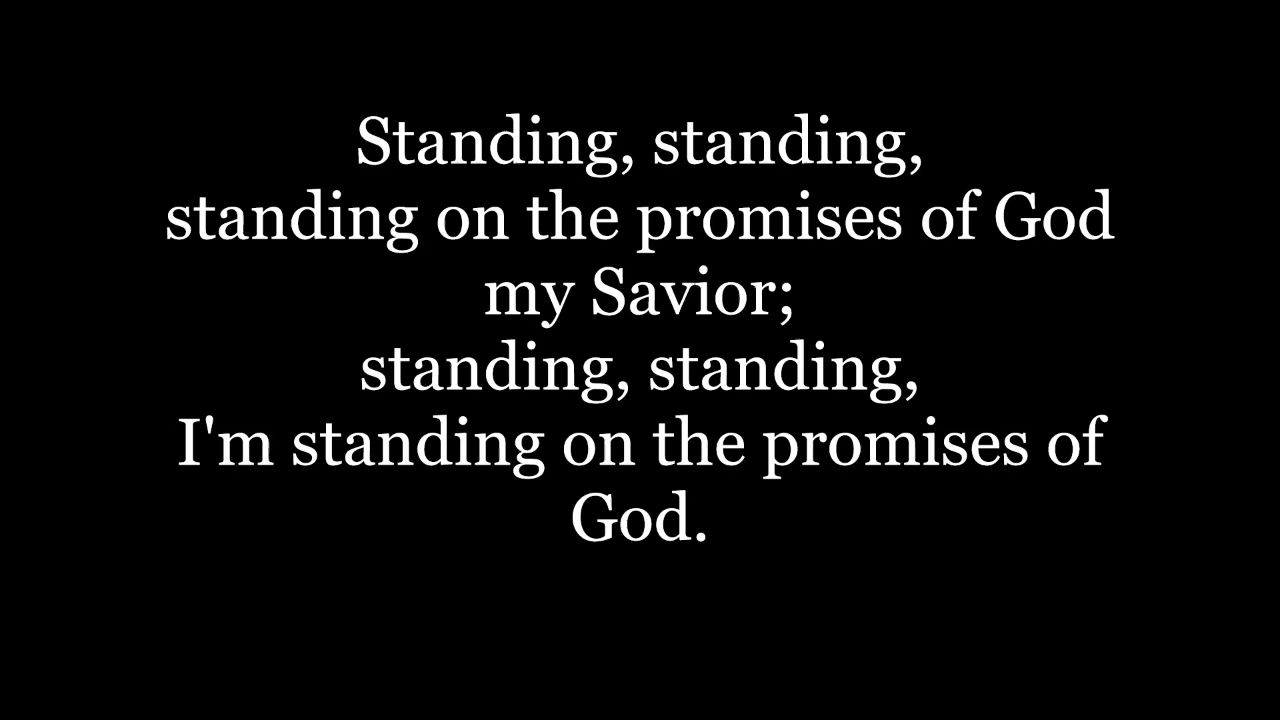 Standing, standing,
standing on the promises of God
my Savior;
standing, standing,
I'm standing on the promises of
God.